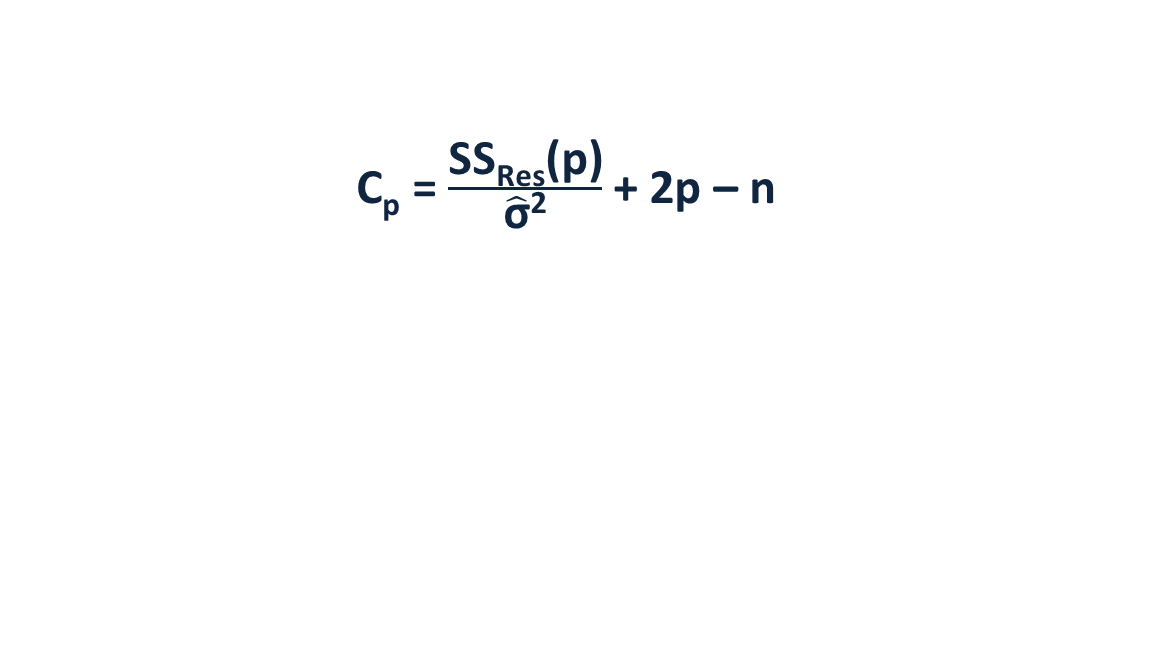 Cₚ = SS_Res(p) / σ̂² + 2p – n